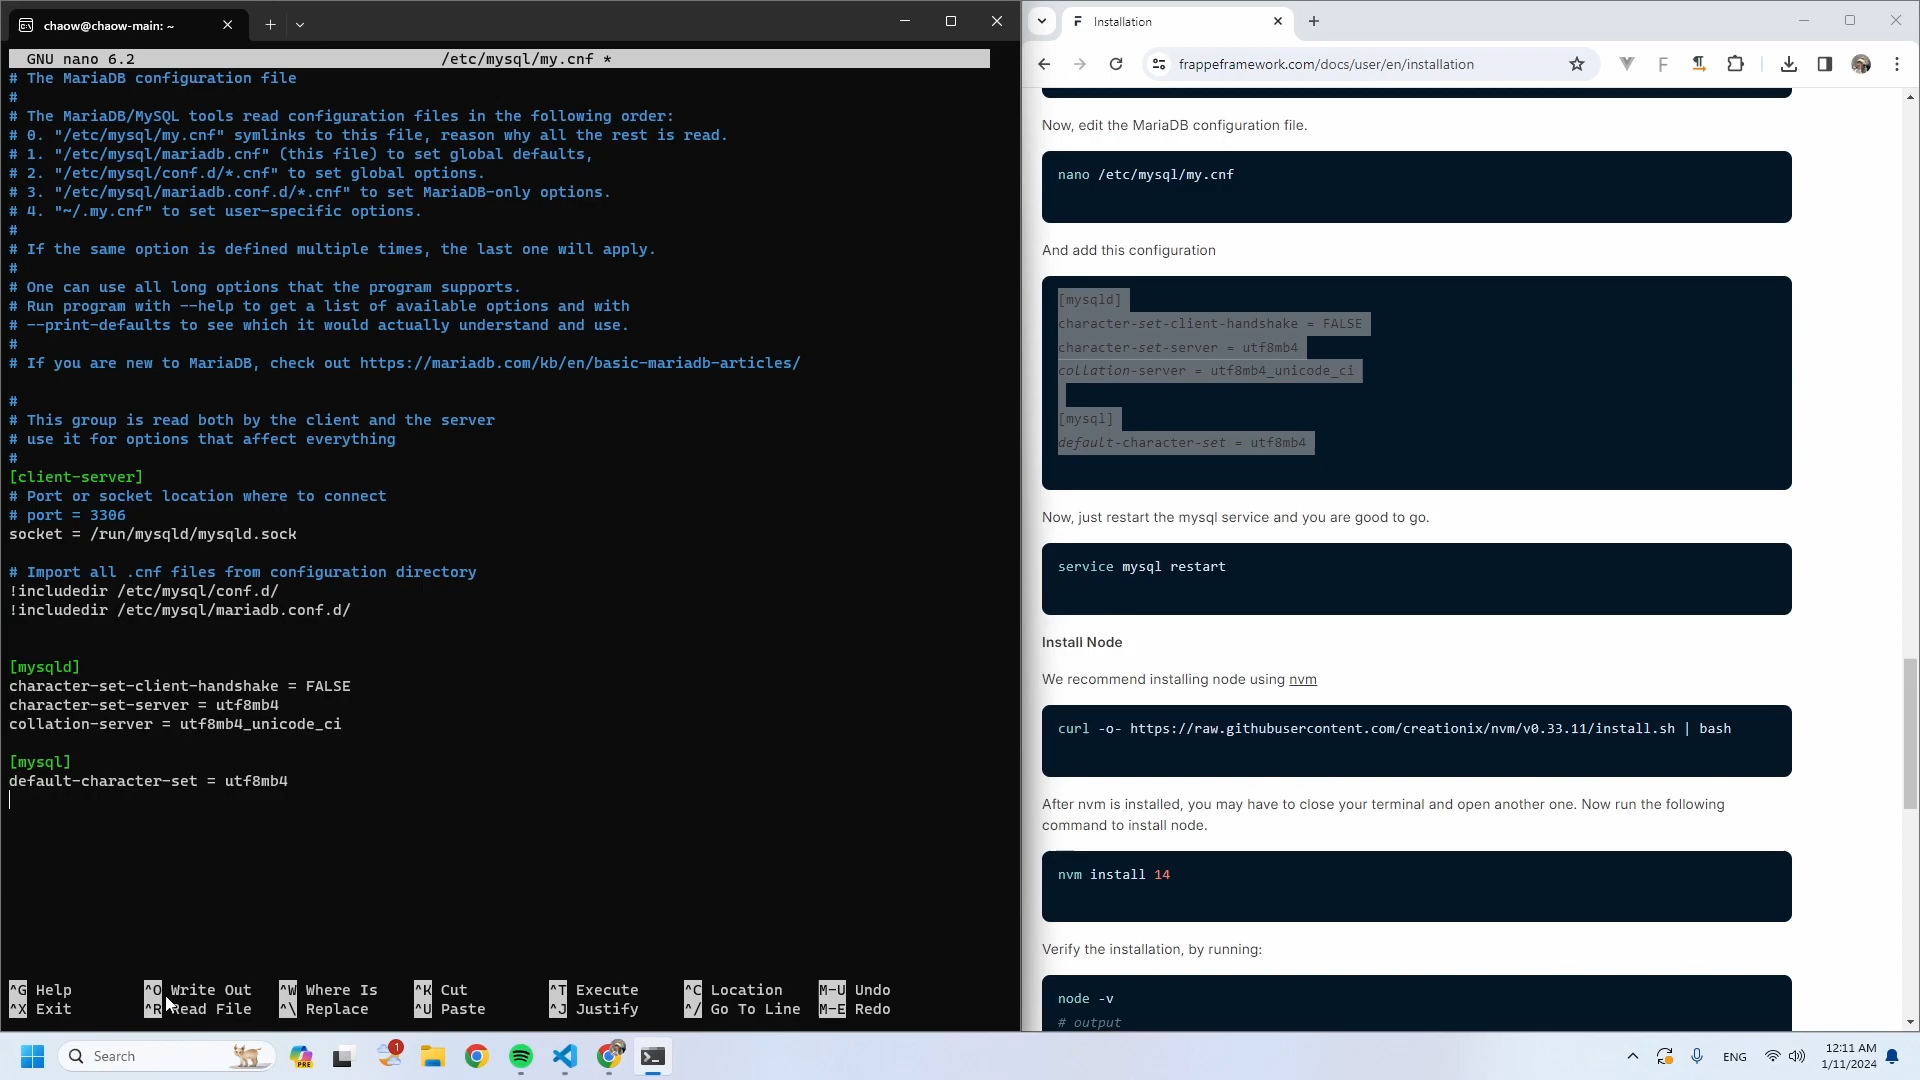 chaow@chaow-main: ~
GNU nano 6.2 /etc/mysql/my.cnf *
# The MariaDB configuration file
#
# The MariaDB/MySQL tools read configuration files in the following order:
# 0. "/etc/mysql/my.cnf" symlinks to this file, reason why all the rest is read.
# 1. "/etc/mysql/mariadb.cnf" (this file) to set global defaults,
# 2. "/etc/mysql/conf.d/*.cnf" to set global options.
# 3. "/etc/mysql/mariadb.conf.d/*.cnf" to set MariaDB-only options.
# 4. "~/.my.cnf" to set user-specific options.
#
# If the same option is defined multiple times, the last one will apply.
#
# One can use all long options that the program supports.
# Run program with --help to get a list of available options and with
# --print-defaults to see which it would actually understand and use.
#
# If you are new to MariaDB, check out https://mariadb.com/kb/en/basic-mariadb-articles/
#
# This group is read both by the client and the server
# use it for options that affect everything
#
[client-server]
# Port or socket location where to connect
# port = 3306
socket = /run/mysqld/mysqld.sock
# Import all .cnf files from configuration directory
!includedir /etc/mysql/conf.d/
!includedir /etc/mysql/mariadb.conf.d/
[mysqld]
character-set-client-handshake = FALSE
character-set-server = utf8mb4
collation-server = utf8mb4_unicode_ci
[mysql]
default-character-set = utf8mb4
^G Help ^O Write Out ^W Where Is ^K Cut ^T Execute ^C Location M-U Undo
^X Exit ^R Read File ^\ Replace ^U Paste ^J Justify ^/ Go To Line M-E Redo
Installation
frappeframework.com/docs/user/en/installation
Now, edit the MariaDB configuration file.
nano /etc/mysql/my.cnf
And add this configuration
[mysqld]
character-set-client-handshake = FALSE
character-set-server = utf8mb4
collation-server = utf8mb4_unicode_ci
[mysql]
default-character-set = utf8mb4
Now, just restart the mysql service and you are good to go.
service mysql restart
Install Node
We recommend installing node using nvm
curl -o- https://raw.githubusercontent.com/creationix/nvm/v0.33.11/install.sh | bash
After nvm is installed, you may have to close your terminal and open another one. Now run the following
command to install node.
nvm install 14
Verify the installation, by running:
node -v
# output
Search
PRE
1
ENG
12:11 AM
1/11/2024